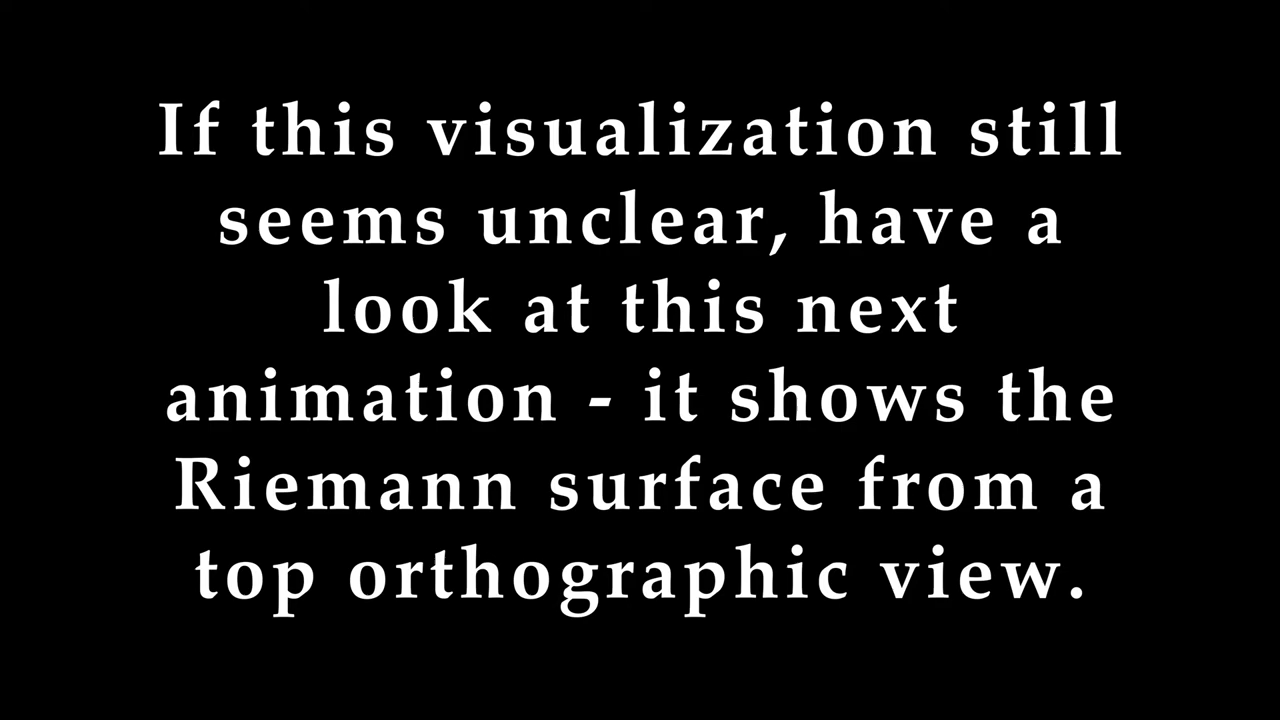 If this visualization still
seems unclear, have a
look at this next
animation - it shows the
Riemann surface from a
top orthographic view.